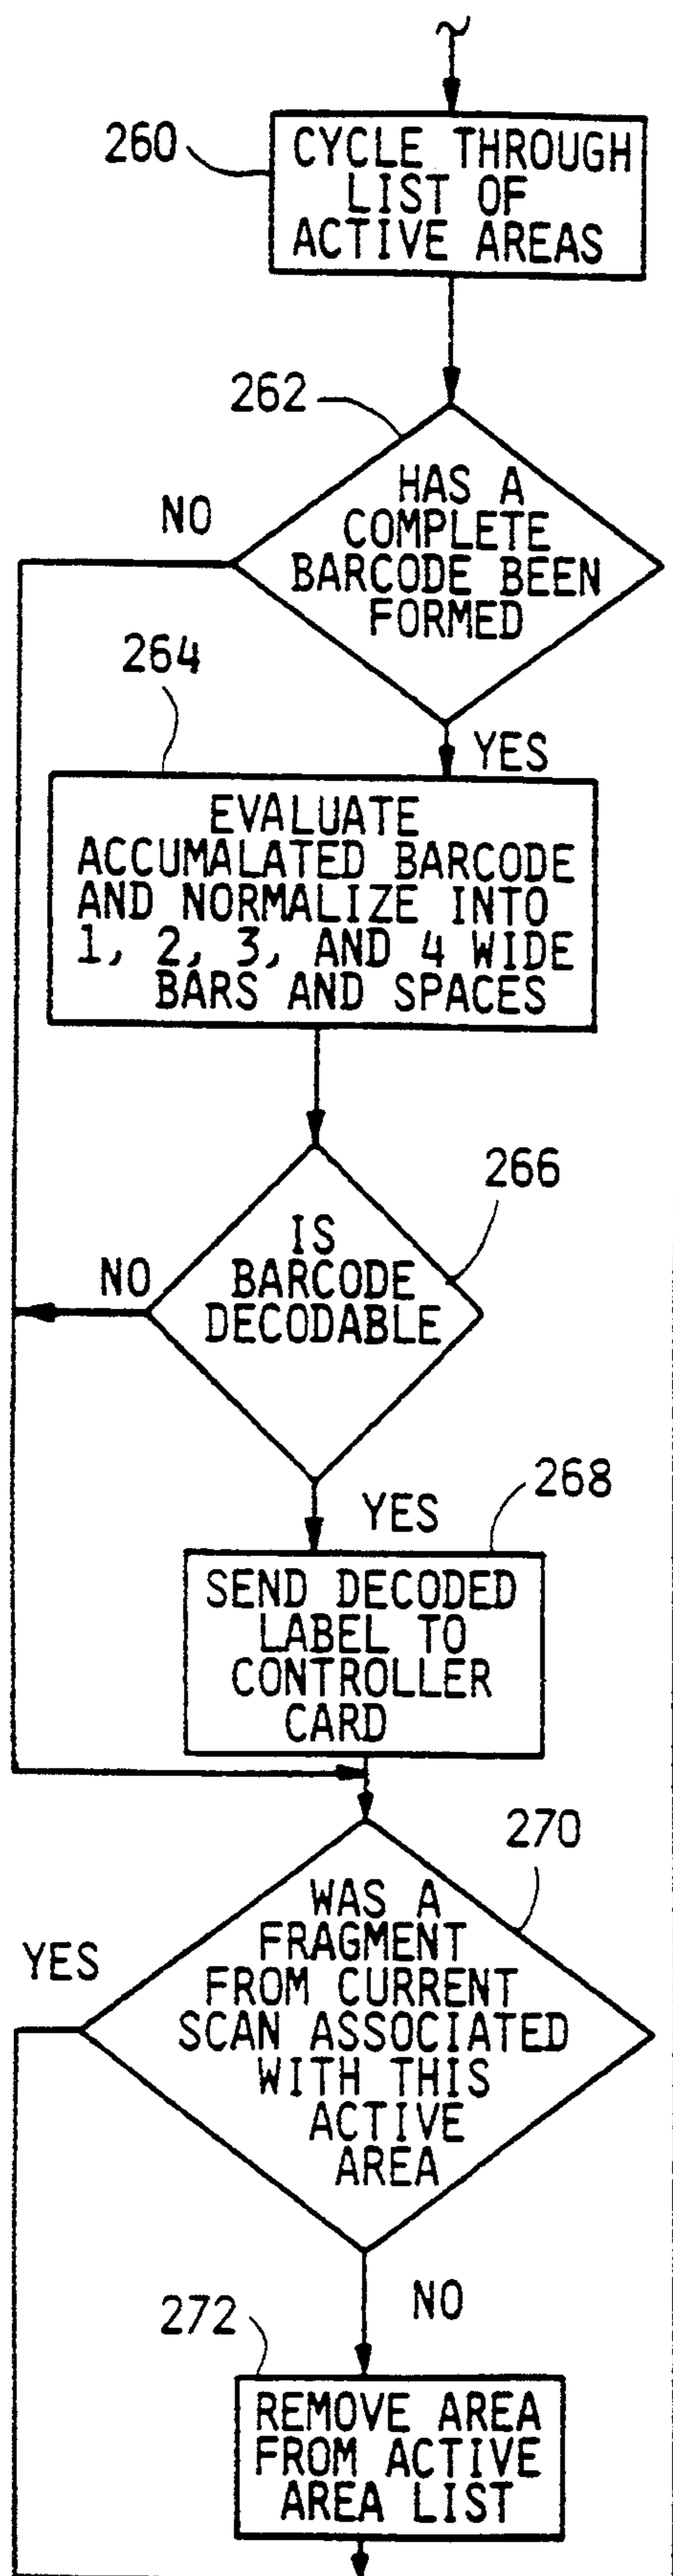 260
CYCLE THROUGH
LIST OF
ACTIVE AREAS
262
HAS A
COMPLETE
BARCODE BEEN
FORMED
NO
264
YES
EVALUATE
ACCUMALATED BARCODE
AND NORMALIZE INTO
1, 2, 3, AND 4 WIDE
BARS AND SPACES
266
IS
BARCODE
DECODABLE
NO
YES
268
SEND DECODED
LABEL TO
CONTROLLER
CARD
270
WAS A
FRAGMENT
FROM CURRENT
SCAN ASSOCIATED
WITH THIS
ACTIVE
AREA
YES
NO
272
REMOVE AREA
FROM ACTIVE
AREA LIST